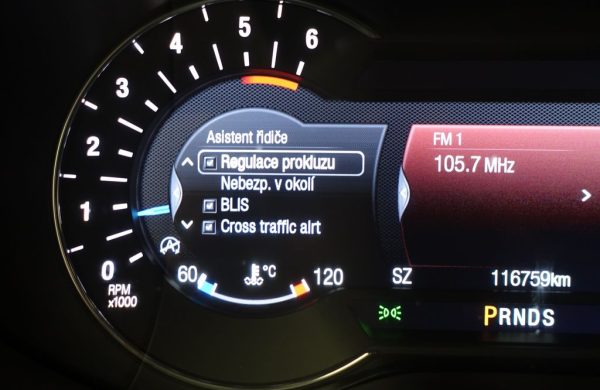 6
5
4
3
2
1
0
RPM
x1000
Asistent řidiče
Regulace prokluzu
Nebezp. v okolí
BLIS
Cross traffic alrt
60 °C 120
FM 1
105.7 MHz
SZ 116759km
PRNDS